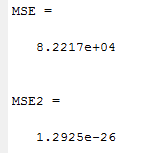 MSE =
8.2217e+04
MSE2 =
1.2925e-26